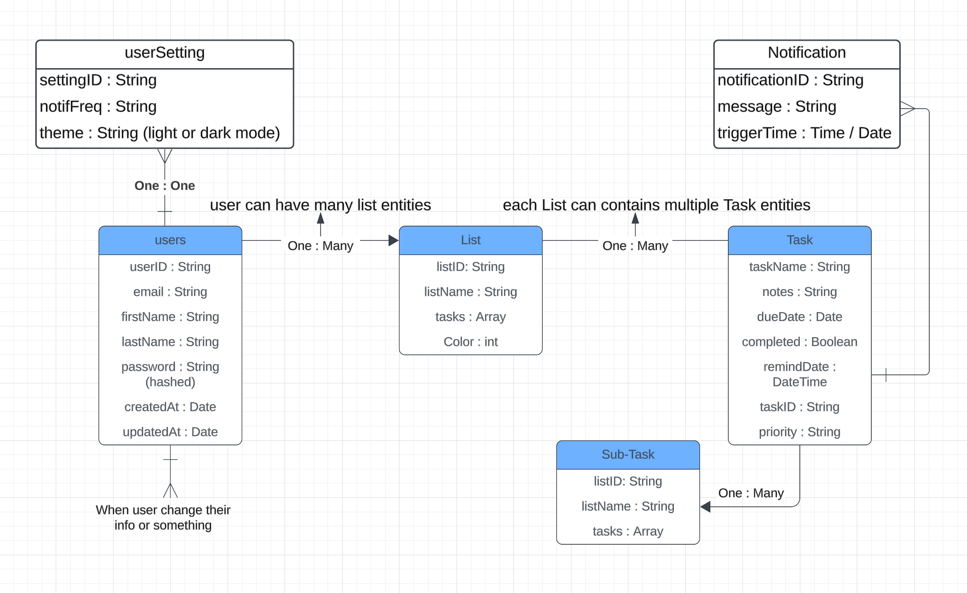 userSetting
settingID : String
notifFreq : String
theme : String (light or dark mode)
Notification
notificationID : String
message : String
triggerTime : Time / Date
One : One
user can have many list entities
each List can contains multiple Task entities
One : Many
One : Many
users
userID : String
email : String
firstName : String
lastName : String
password : String
(hashed)
createdAt : Date
updatedAt : Date
List
listID: String
listName : String
tasks : Array
Color : int
Task
taskName : String
notes : String
dueDate : Date
completed : Boolean
remindDate :
DateTime
taskID : String
priority : String
Sub-Task
listID: String
listName : String
tasks : Array
One : Many
When user change their
info or something